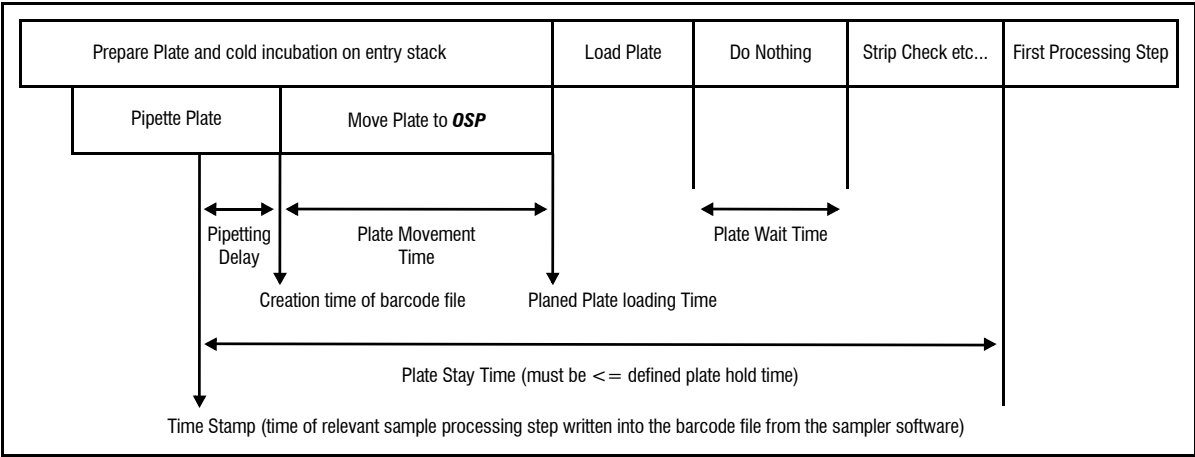 Prepare Plate and cold incubation on entry stack
Load Plate
Do Nothing
Strip Check etc...
First Processing Step
Pipette Plate
Move Plate to OSP
Pipetting
Delay
Plate Movement
Time
Plate Wait Time
Creation time of barcode file
Planed Plate loading Time
Plate Stay Time (must be <= defined plate hold time)
Time Stamp (time of relevant sample processing step written into the barcode file from the sampler software)